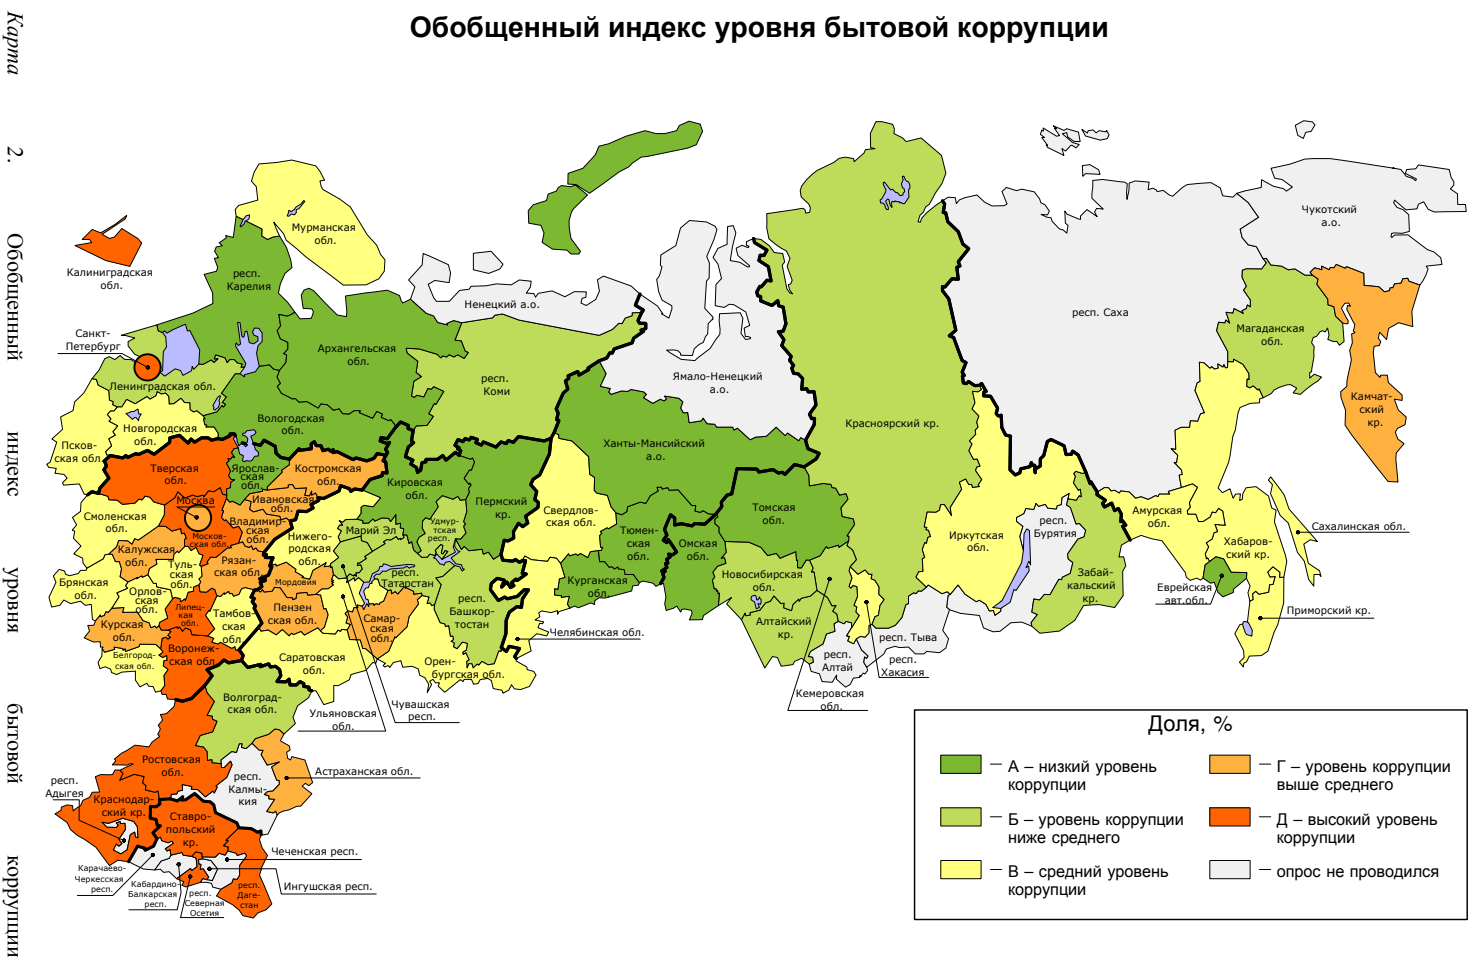 Обобщенный индекс уровня бытовой коррупции
Карта 2. Обобщенный индекс уровня бытовой коррупции
Мурманская
обл.
Калининградская
обл.
респ.
Карелия
Ненецкий а.о.
Санкт-
Петербург
Архангельская
обл.
Ленинградская обл.
респ.
Коми
Ямало-Ненецкий
а.о.
Чукотский
а.о.
респ. Саха
Магаданская
обл.
Камчат-
ский
кр.
Псков-
ская обл.
Новгородская
обл.
Вологодская
обл.
Ханты-Мансийский
а.о.
Красноярский кр.
Тверская
обл.
Ярослав-
ская
обл.
Костромская
обл.
Кировская
обл.
Пермский
кр.
Москва
Ивановская
обл.
Смоленская
обл.
Владимир-
ская
обл.
Москов-
ская обл.
Нижего-
родская
обл.
Марий Эл
Удмур-
тская
респ.
Свердлов-
ская обл.
Тюмен-
ская
обл.
Омская
обл.
Томская
обл.
Иркутская
обл.
респ.
Бурятия
Амурская
обл.
Хабаров-
ский кр.
Сахалинская обл.
Калужская
обл.
Туль-
ская
обл.
Рязан-
ская обл.
Мордовия
респ.
Татарстан
Курганская
обл.
Новосибирская
обл.
Забай-
кальский
кр.
Еврейская
авт.обл.
Приморский кр.
Брянская
обл.
Орлов-
ская
обл.
Липец-
кая
обл.
Тамбов-
ская
обл.
Пензен
ская обл.
Самар-
ская
обл.
респ.
Башкор-
тостан
Челябинская обл.
Алтайский
кр.
Курская
обл.
Белгород-
ская обл.
Воронеж-
ская обл
Саратовская
обл.
Орен-
бургская обл.
респ.
Алтай
респ. Тыва
респ.
Хакасия
Кемеровская
обл.
Волгоград-
ская обл.
Ульяновская
обл.
Чувашская
респ.
Ростовская
обл.
респ.
Калмы-
кия
Астраханская обл.
респ.
Адыгея
Краснодар-
ский кр.
Ставро-
польский
кр.
Чеченская респ.
Карачаево-
Черкесская
респ.
Кабардино-
Балкарская
респ.
респ.
Северная
Осетия
респ.
Даге-
стан
Ингушская респ.
Доля, %
А – низкий уровень
коррупции
Б – уровень коррупции
ниже среднего
В – средний уровень
коррупции
Г – уровень коррупции
выше среднего
Д – высокий уровень
коррупции
опрос не проводился